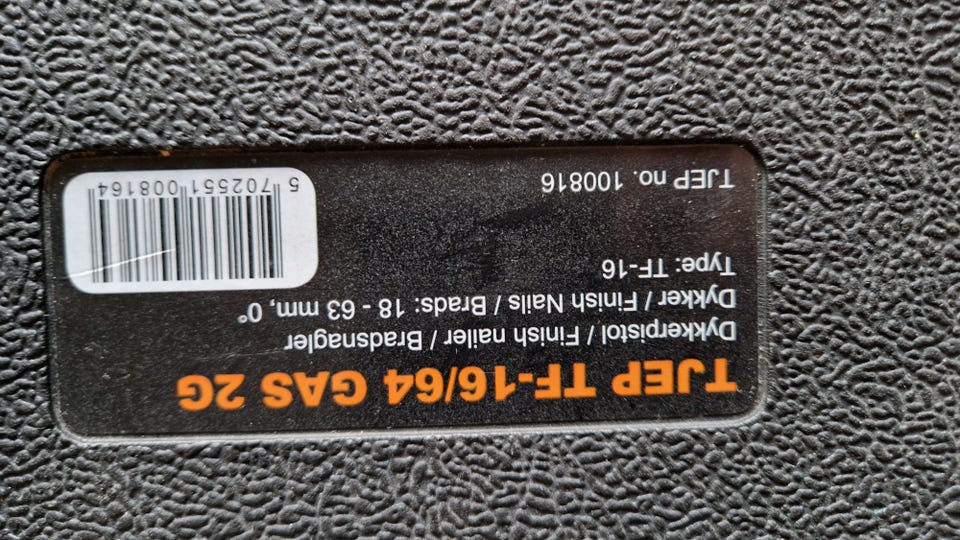 TJEP TF-16/64 GAS 2G
Dykkerpistol / Finish nailer / Bradsnagler
Dykker / Finish Nails / Brads: 18 - 63 mm, 0°
Type: TF-16
TJEP no. 100816
5 702551 008164